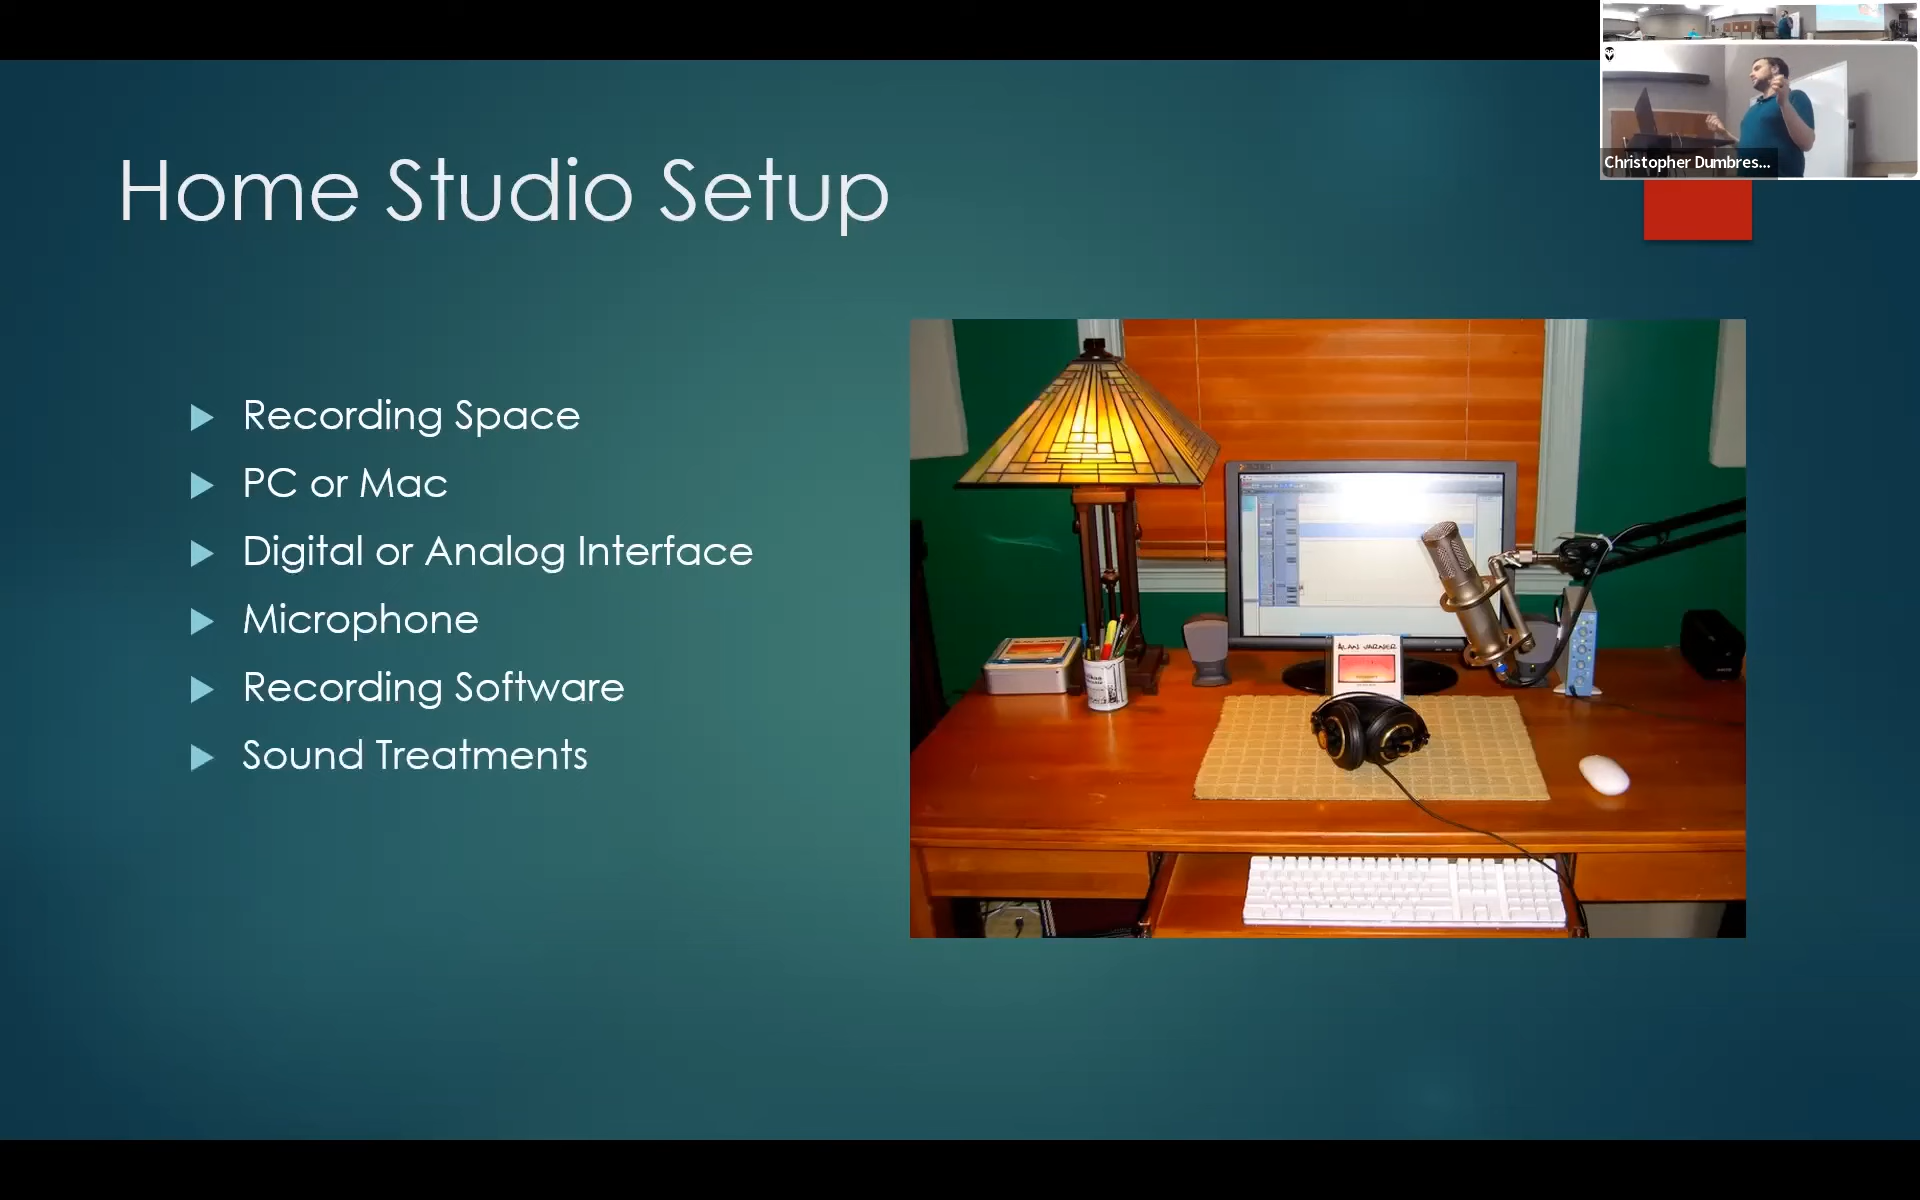 Christopher Dumbres...
Home Studio Setup
Recording Space
PC or Mac
Digital or Analog Interface
Microphone
Recording Software
Sound Treatments